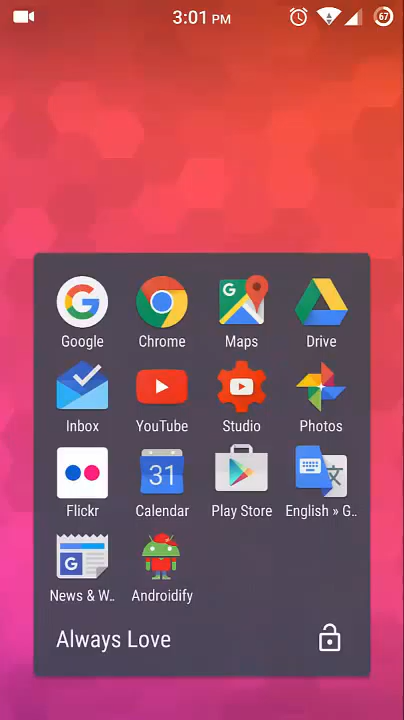 3:01 PM
67
Google Chrome Maps Drive
Inbox YouTube Studio Photos
31
Flickr Calendar Play Store English » G..
News & W.. Androidify
Always Love